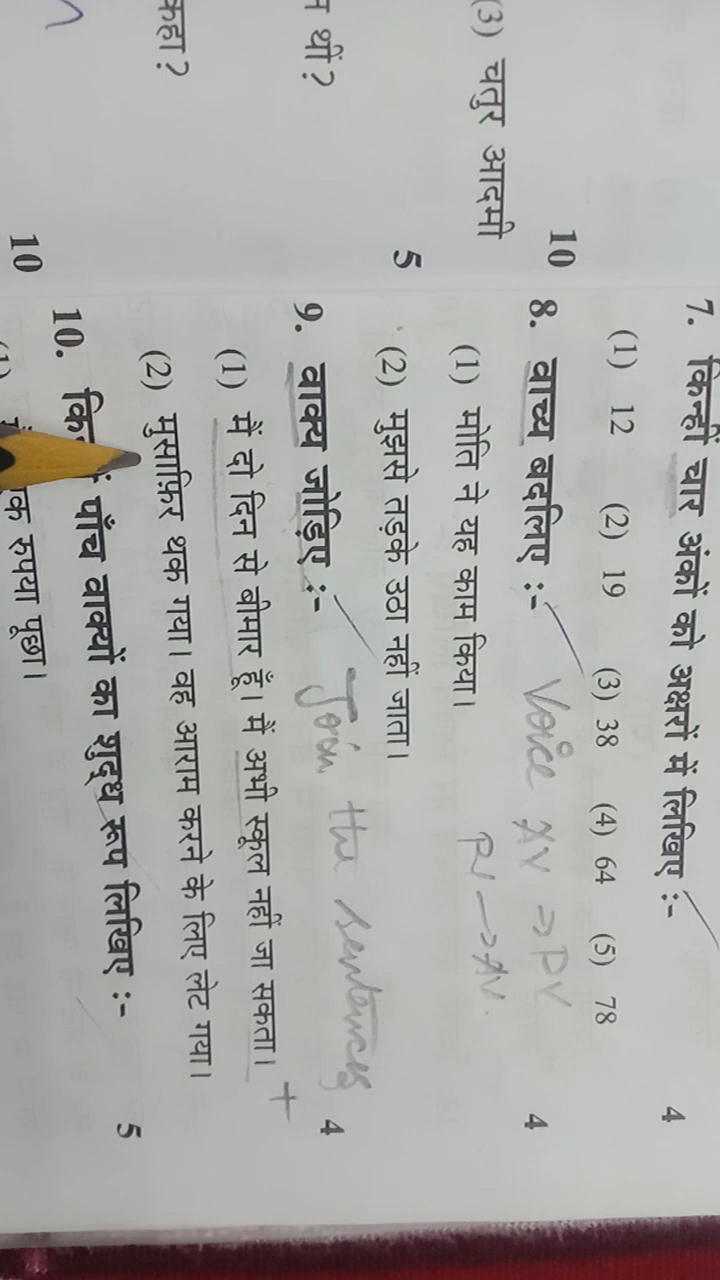 (3) चतुर आदमी
10
न थीं?
5
कहा?
10
7. किन्हीं चार अंकों को अक्षरों में लिखिए :- 4
(1) 12 (2) 19 (3) 38 (4) 64 (5) 78
8. वाच्य बदलिए :- Voice AV ⇒ PV 4
PV → AV.
(1) मोति ने यह काम किया।
(2) मुझसे तड़के उठा नहीं जाता।
9. वाक्य जोड़िए :- Join the sentences 4
(1) मैं दो दिन से बीमार हूँ। मैं अभी स्कूल नहीं जा सकता। +
(2) मुसाफ़िर थक गया। वह आराम करने के लिए लेट गया।
10. पाँच वाक्यों का शुद्ध रूप लिखिए :- 5
रुपया पूछा।